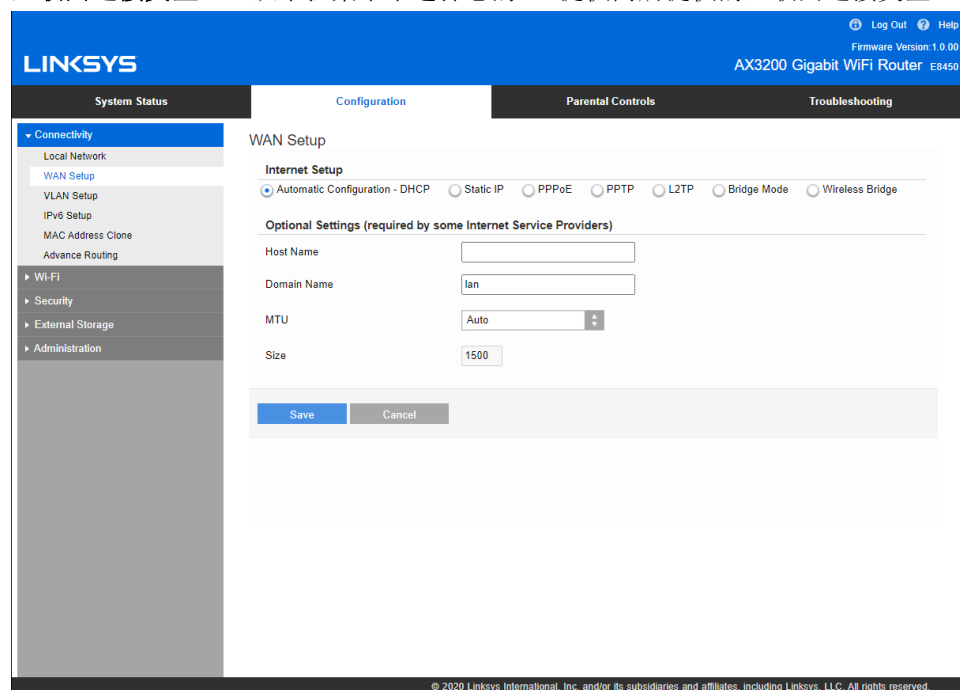 Log Out Help
Firmware Version:1.0.00
LINKSYS
AX3200 Gigabit WiFi Router E8450
System Status Configuration Parental Controls Troubleshooting
Connectivity
Local Network
WAN Setup
VLAN Setup
IPv6 Setup
MAC Address Clone
Advance Routing
Wi-Fi
Security
External Storage
Administration
WAN Setup
Internet Setup
Automatic Configuration - DHCP Static IP PPPoE PPTP L2TP Bridge Mode Wireless Bridge
Optional Settings (required by some Internet Service Providers)
Host Name
Domain Name lan
MTU Auto
Size 1500
Save Cancel
© 2020 Linksys International, Inc. and/or its subsidiaries and affiliates, including Linksys, LLC. All rights reserved.